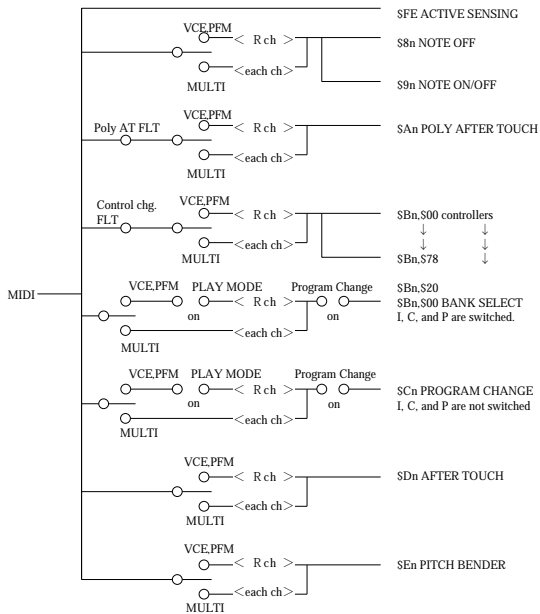 $FE ACTIVE SENSING
VCE,PFM
< R ch >
$8n NOTE OFF
<each ch>
MULTI
$9n NOTE ON/OFF
Poly AT FLT
VCE,PFM
< R ch >
$An POLY AFTER TOUCH
<each ch>
MULTI
Control chg.
FLT
VCE,PFM
< R ch >
$Bn,$00 controllers
↓ ↓
↓ ↓
<each ch>
MULTI
$Bn,$78 ↓
MIDI
VCE,PFM PLAY MODE Program Change
< R ch >
on on
<each ch>
MULTI
$Bn,$20
$Bn,$00 BANK SELECT
I, C, and P are switched.
VCE,PFM PLAY MODE Program Change
< R ch >
on on
<each ch>
MULTI
$Cn PROGRAM CHANGE
I, C, and P are not switched
VCE,PFM
< R ch >
$Dn AFTER TOUCH
<each ch>
MULTI
VCE,PFM
< R ch >
$En PITCH BENDER
<each ch>
MULTI